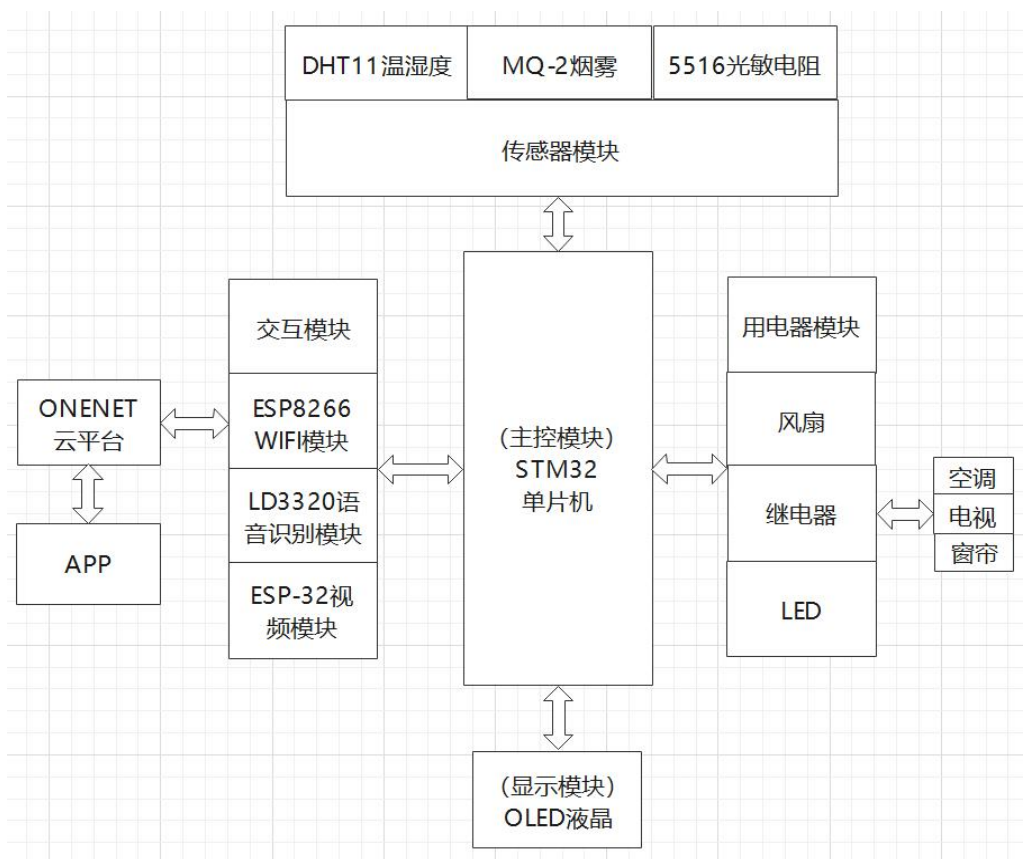 DHT11温湿度
MQ-2烟雾
5516光敏电阻
传感器模块
交互模块
ESP8266
WIFI模块
LD3320语
音识别模块
ESP-32视
频模块
ONENET
云平台
APP
（主控模块）
STM32
单片机
用电器模块
风扇
继电器
LED
空调
电视
窗帘
（显示模块）
OLED液晶